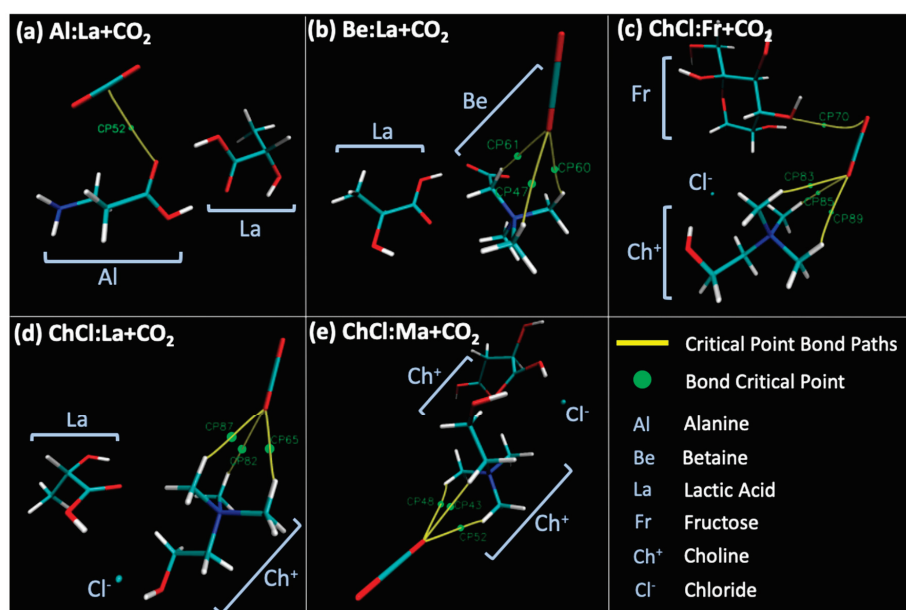 (a) Al:La+CO₂
CP52
La
Al
(b) Be:La+CO₂
Be
La
CP61
CP60
CP47
(c) ChCl:Fr+CO₂
Fr
CP70
Cl⁻
CP83
CP85
CP89
Ch⁺
(d) ChCl:La+CO₂
La
CP87
CP65
CP82
Cl⁻
Ch⁺
(e) ChCl:Ma+CO₂
Ch⁺
Cl⁻
CP48
CP43
CP52
Ch⁺
Critical Point Bond Paths
Bond Critical Point
Al Alanine
Be Betaine
La Lactic Acid
Fr Fructose
Ch⁺ Choline
Cl⁻ Chloride